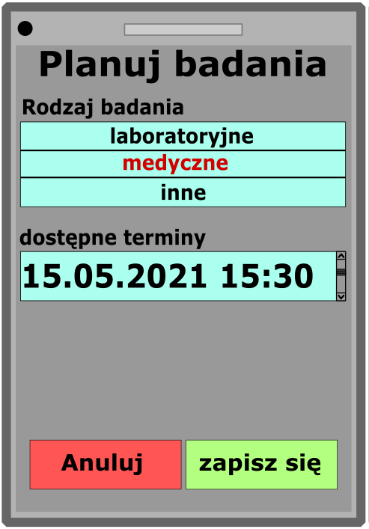 Planuj badania
Rodzaj badania
laboratoryjne
medyczne
inne
dostępne terminy
15.05.2021 15:30
Anuluj
zapisz się